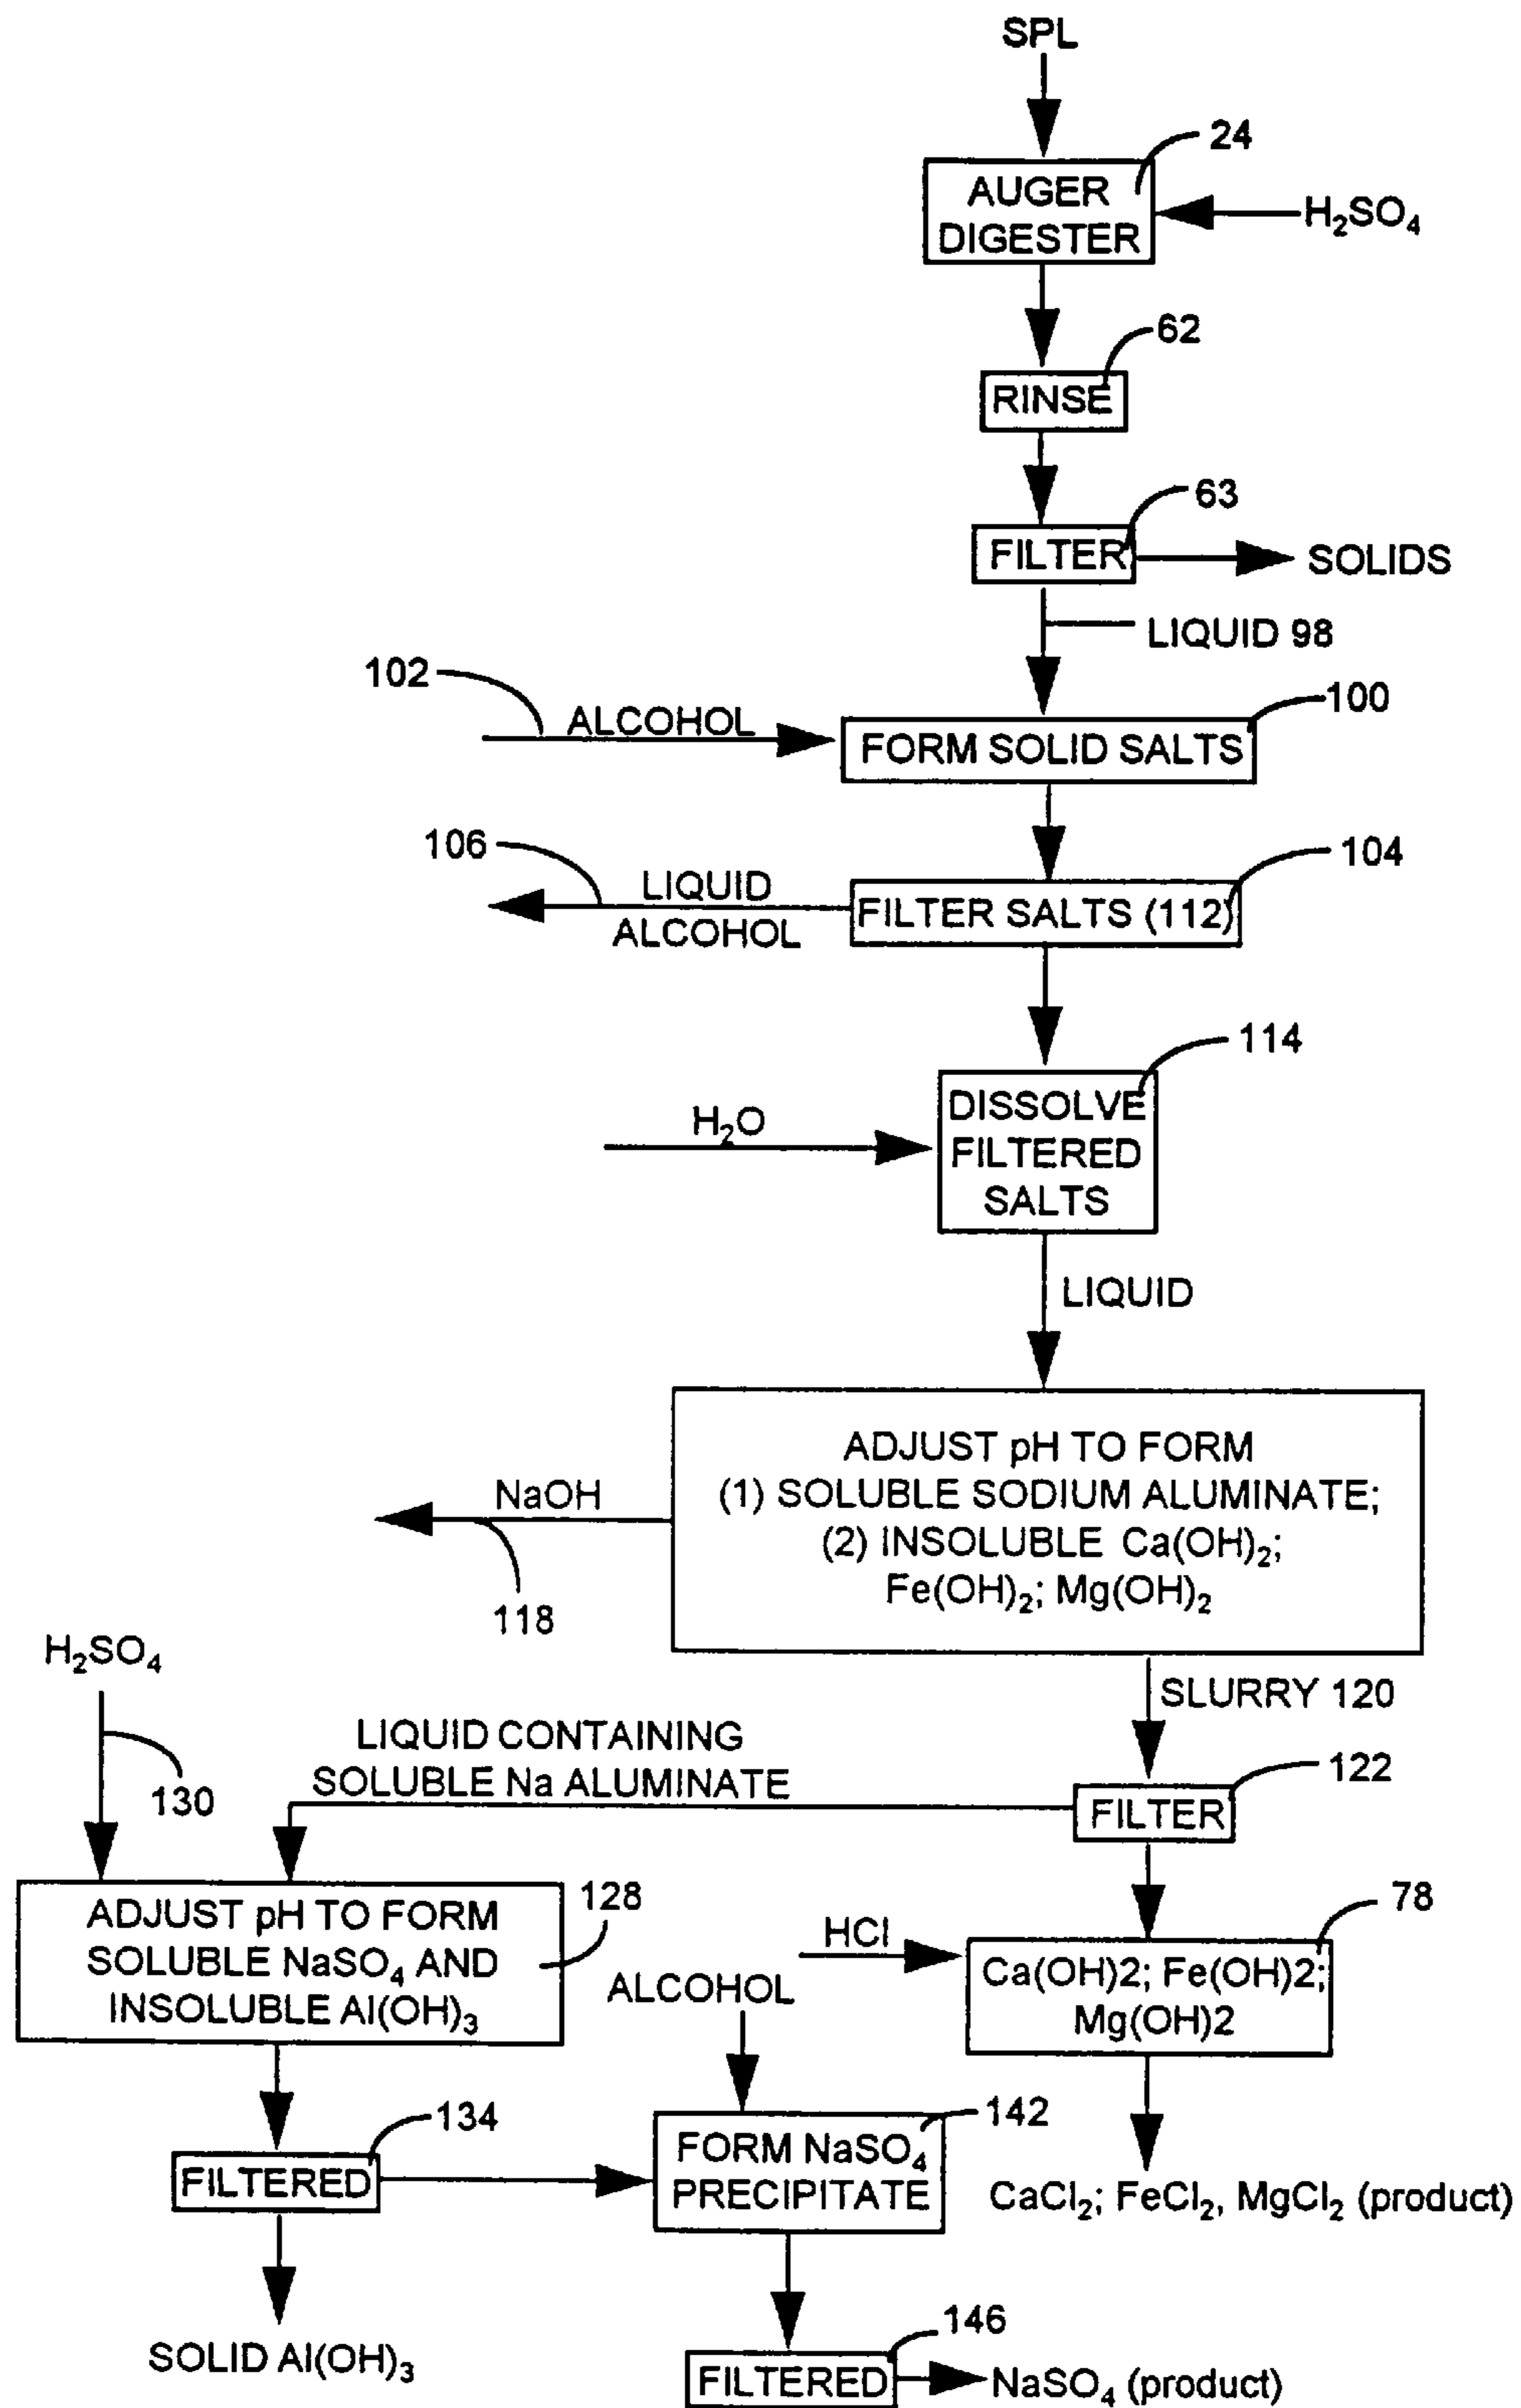 SPL
24
AUGER
DIGESTER
H₂SO₄
62
RINSE
63
FILTER
SOLIDS
LIQUID 98
102
ALCOHOL
100
FORM SOLID SALTS
106
LIQUID
ALCOHOL
104
FILTER SALTS (112)
114
H₂O
DISSOLVE
FILTERED
SALTS
LIQUID
ADJUST pH TO FORM
(1) SOLUBLE SODIUM ALUMINATE;
(2) INSOLUBLE Ca(OH)₂;
Fe(OH)₂; Mg(OH)₂
NaOH
118
H₂SO₄
130
SLURRY 120
LIQUID CONTAINING
SOLUBLE Na ALUMINATE
122
FILTER
ADJUST pH TO FORM
SOLUBLE NaSO₄ AND
INSOLUBLE Al(OH)₃
128
HCl
78
Ca(OH)2; Fe(OH)2;
Mg(OH)2
ALCOHOL
134
FILTERED
142
FORM NaSO₄
PRECIPITATE
CaCl₂; FeCl₂, MgCl₂ (product)
SOLID Al(OH)₃
146
FILTERED
NaSO₄ (product)